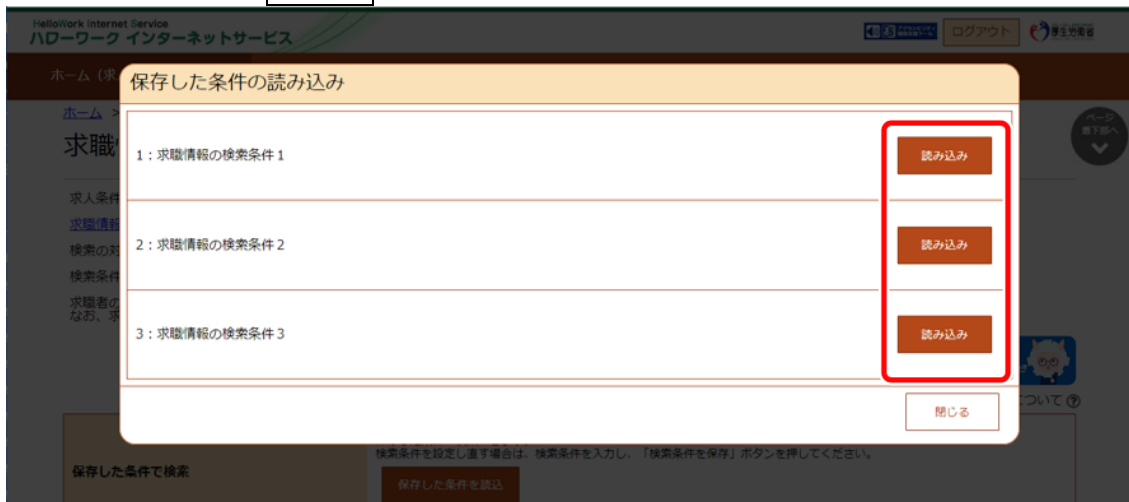 HelloWork Internet Service
ハローワーク インターネットサービス
ログアウト
厚生労働省
ホーム（求
保存した条件の読み込み
ホーム >
ページ
最下部へ
求職
1：求職情報の検索条件1
読み込み
求人条件
求職情報
2：求職情報の検索条件2
読み込み
検索の対
検索条件
求職者の
なお、求
3：求職情報の検索条件3
読み込み
閉じる
ついて
検索条件を設定し直す場合は、検索条件を入力し、「検索条件を保存」ボタンを押してください。
保存した条件で検索
保存した条件を読込